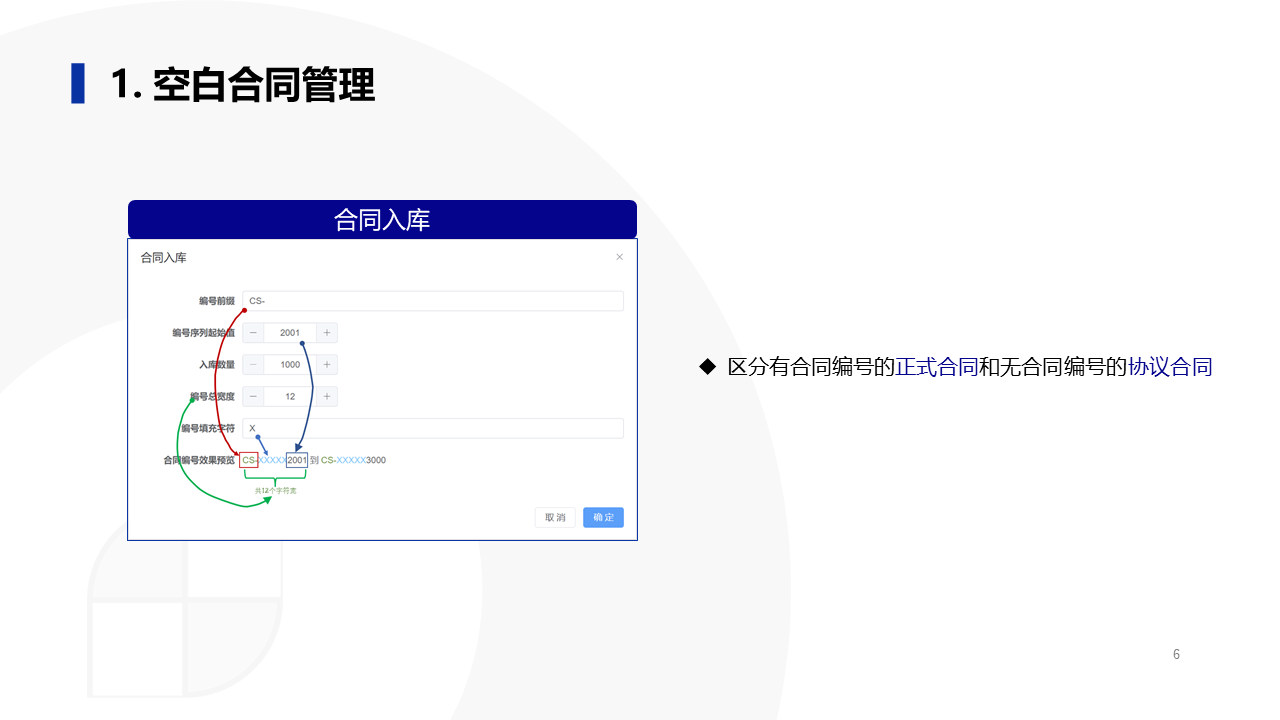 1. 空白合同管理
合同入库
合同入库 ×
编号前缀 CS-
编号序列起始值 − 2001 +
入库数量 − 1000 +
编号总宽度 − 12 +
编号填充字符 X
合同编号效果预览 CS-XXXXX2001 到 CS-XXXXX3000
共12个字符宽
取消 确定
◆ 区分有合同编号的正式合同和无合同编号的协议合同
6